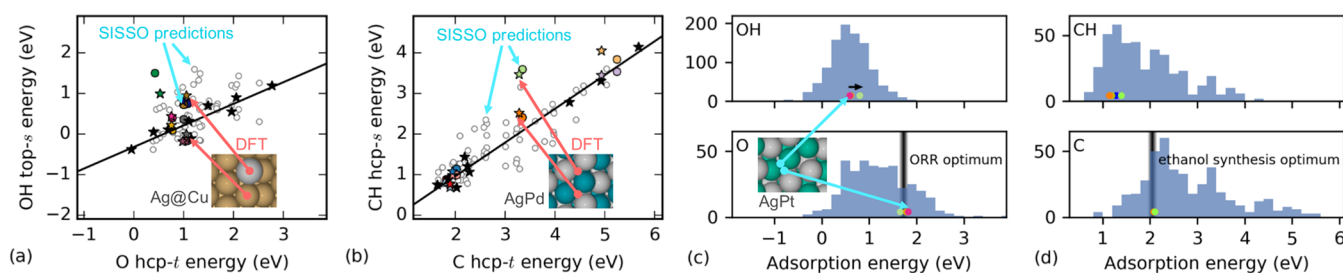 (a)
OH top-s energy (eV)
2
1
0
−1
−2
SISSO predictions
DFT
Ag@Cu
−1 0 1 2 3
O hcp-t energy (eV)
(b)
CH hcp-s energy (eV)
4
3
2
1
SISSO predictions
DFT
AgPd
2 3 4 5 6
C hcp-t energy (eV)
(c)
200
100
0
OH
50
0
O
ORR optimum
AgPt
−1 0 1 2 3
Adsorption energy (eV)
(d)
50
0
CH
50
0
C
ethanol synthesis optimum
1 2 3 4 5 6
Adsorption energy (eV)